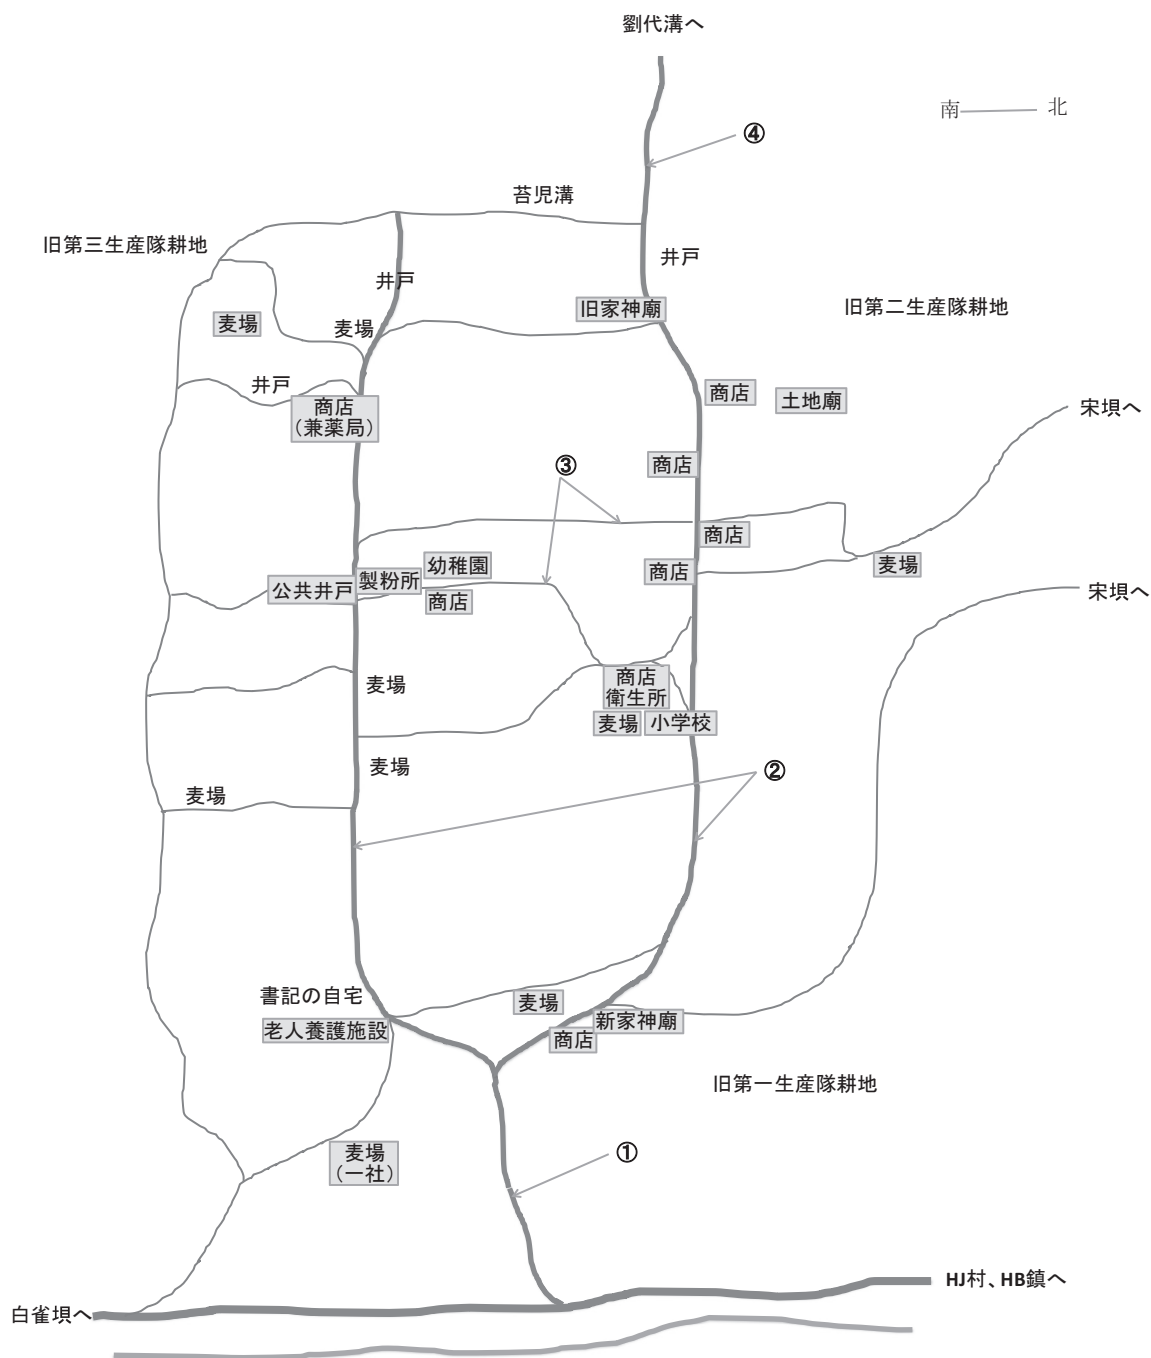 劉代溝へ
南
北
④
苔児溝
旧第三生産隊耕地
井戸
井戸
旧家神廟
旧第二生産隊耕地
麦場
麦場
井戸
商店
土地廟
商店
（兼薬局）
宋垻へ
③
商店
商店
幼稚園
商店
麦場
製粉所
公共井戸
商店
宋垻へ
麦場
商店
衛生所
麦場
小学校
麦場
②
麦場
書記の自宅
麦場
老人養護施設
新家神廟
商店
旧第一生産隊耕地
麦場
（一社）
①
HJ村、HB鎮へ
白雀垻へ